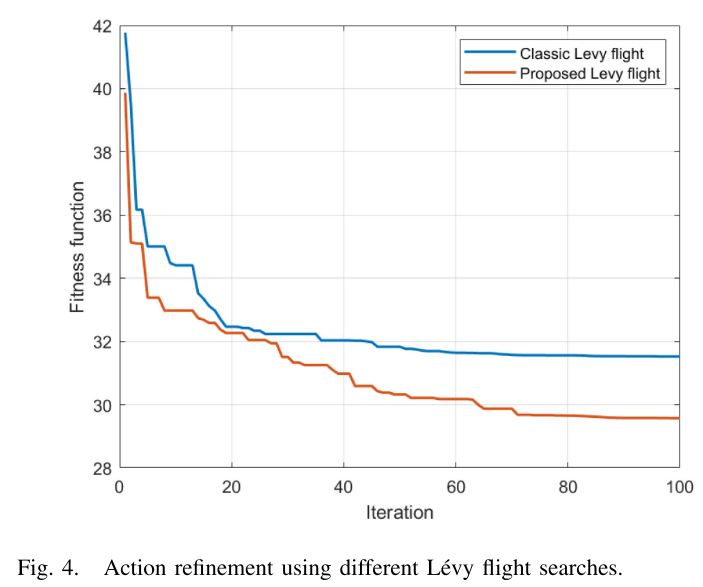 42
40
38
36
34
32
30
28
Fitness function
Classic Levy flight
Proposed Levy flight
0 20 40 60 80 100
Iteration
Fig. 4. Action refinement using different Lévy flight searches.